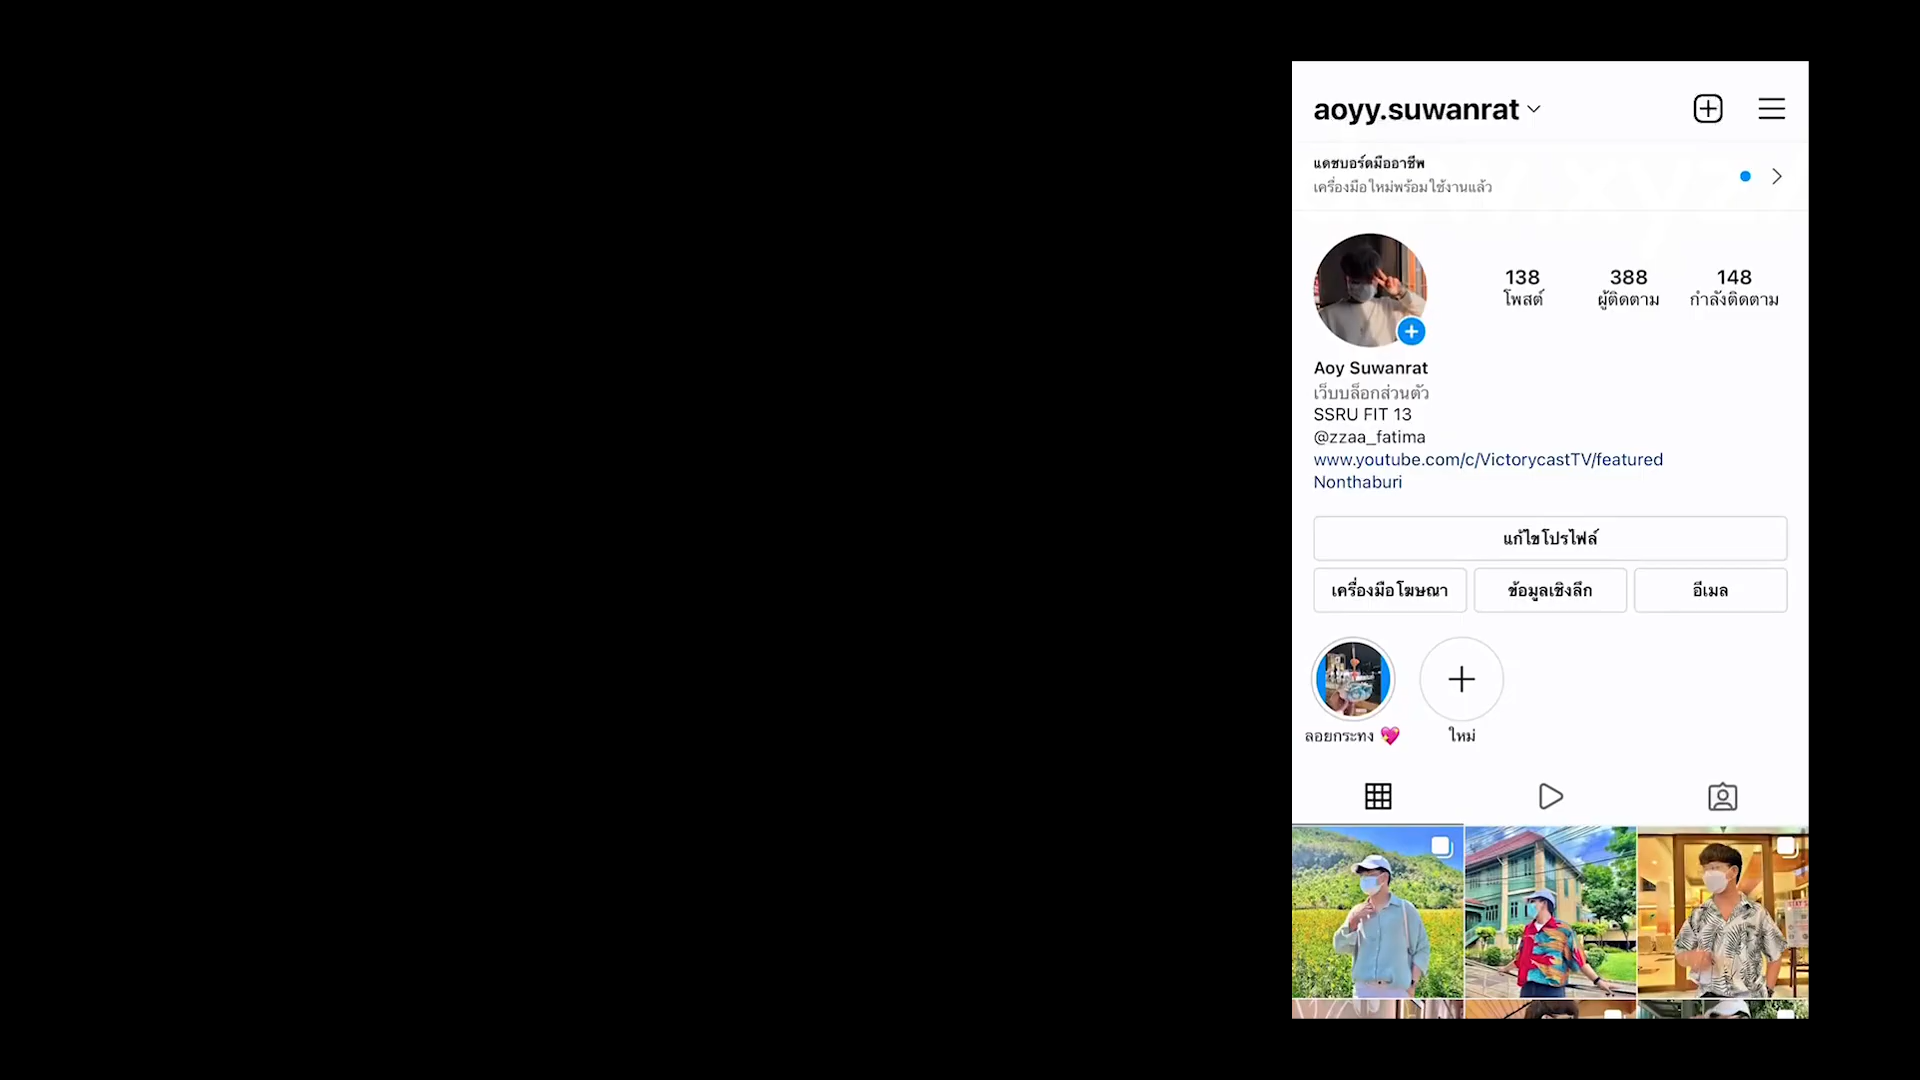 aoyy.suwanrat
แดชบอร์ดมืออาชีพ
เครื่องมือใหม่พร้อมใช้งานแล้ว
138 388 148
โพสต์ ผู้ติดตาม กำลังติดตาม
Aoy Suwanrat
เว็บบล็อกส่วนตัว
SSRU FIT 13
@zzaa_fatima
www.youtube.com/c/VictorycastTV/featured
Nonthaburi
แก้ไขโปรไฟล์
เครื่องมือโฆษณา ข้อมูลเชิงลึก อีเมล
ลอยกระทง 💖 ใหม่